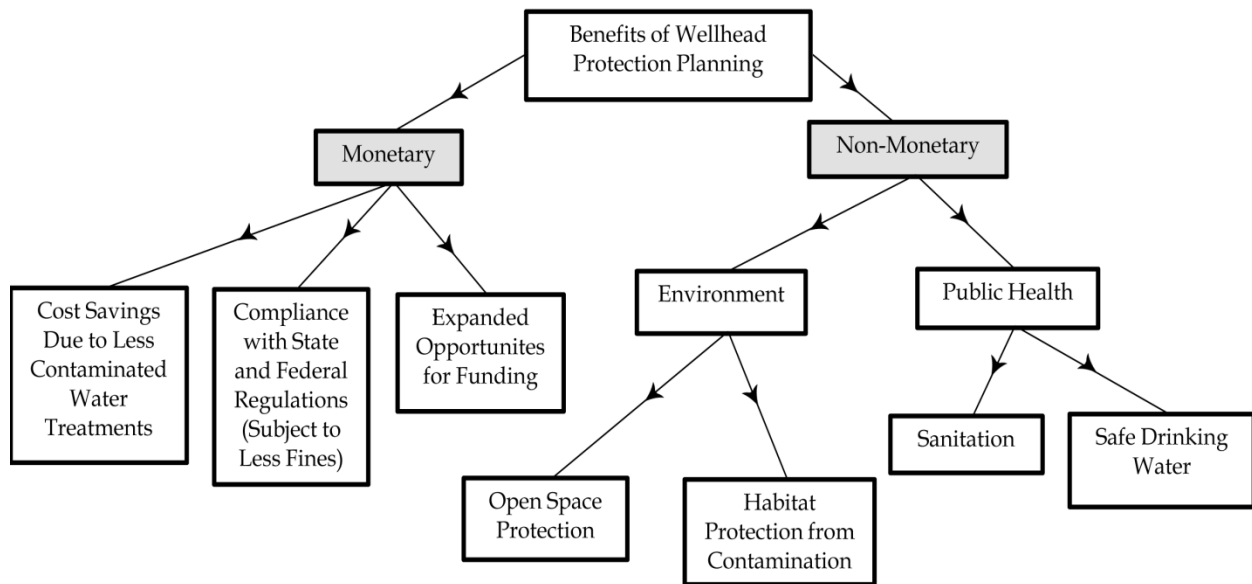 Benefits of Wellhead
Protection Planning
Monetary
Non-Monetary
Cost Savings
Due to Less
Contaminated
Water
Treatments
Compliance
with State
and Federal
Regulations
(Subject to
Less Fines)
Expanded
Opportunites
for Funding
Environment
Public Health
Open Space
Protection
Habitat
Protection from
Contamination
Sanitation
Safe Drinking
Water